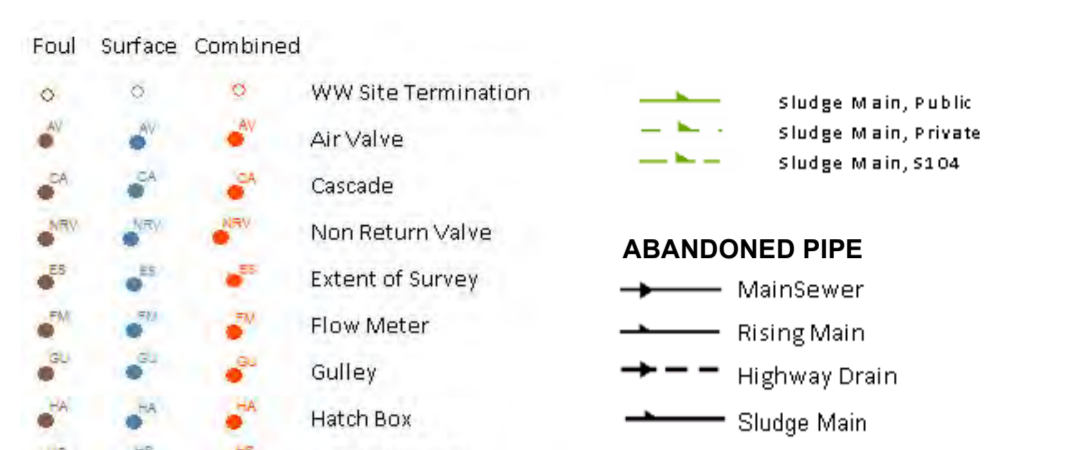 Foul Surface Combined
WW Site Termination
AV AV AV Air Valve
CA CA CA Cascade
NRV NRV NRV Non Return Valve
ES ES ES Extent of Survey
FM FM FM Flow Meter
GU GU GU Gulley
HA HA HA Hatch Box
Sludge Main, Public
Sludge Main, Private
Sludge Main, S104
ABANDONED PIPE
MainSewer
Rising Main
Highway Drain
Sludge Main